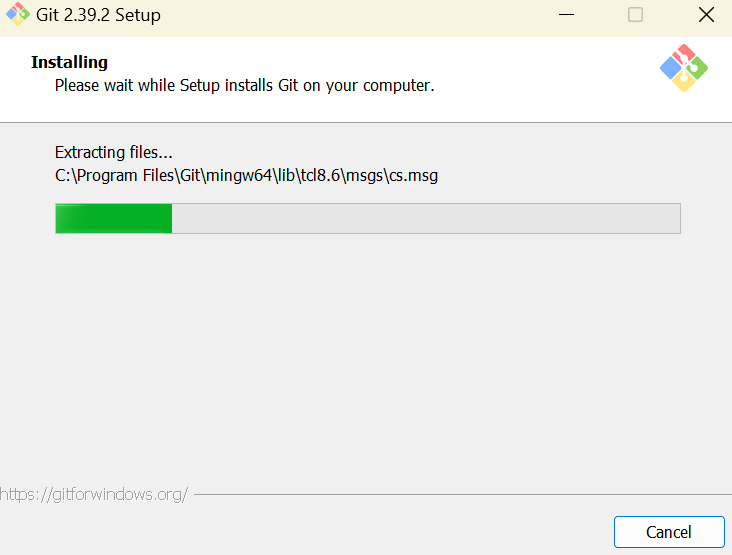 Git 2.39.2 Setup
Installing
Please wait while Setup installs Git on your computer.
Extracting files...
C:\Program Files\Git\mingw64\lib\tcl8.6\msgs\cs.msg
https://gitforwindows.org/
Cancel